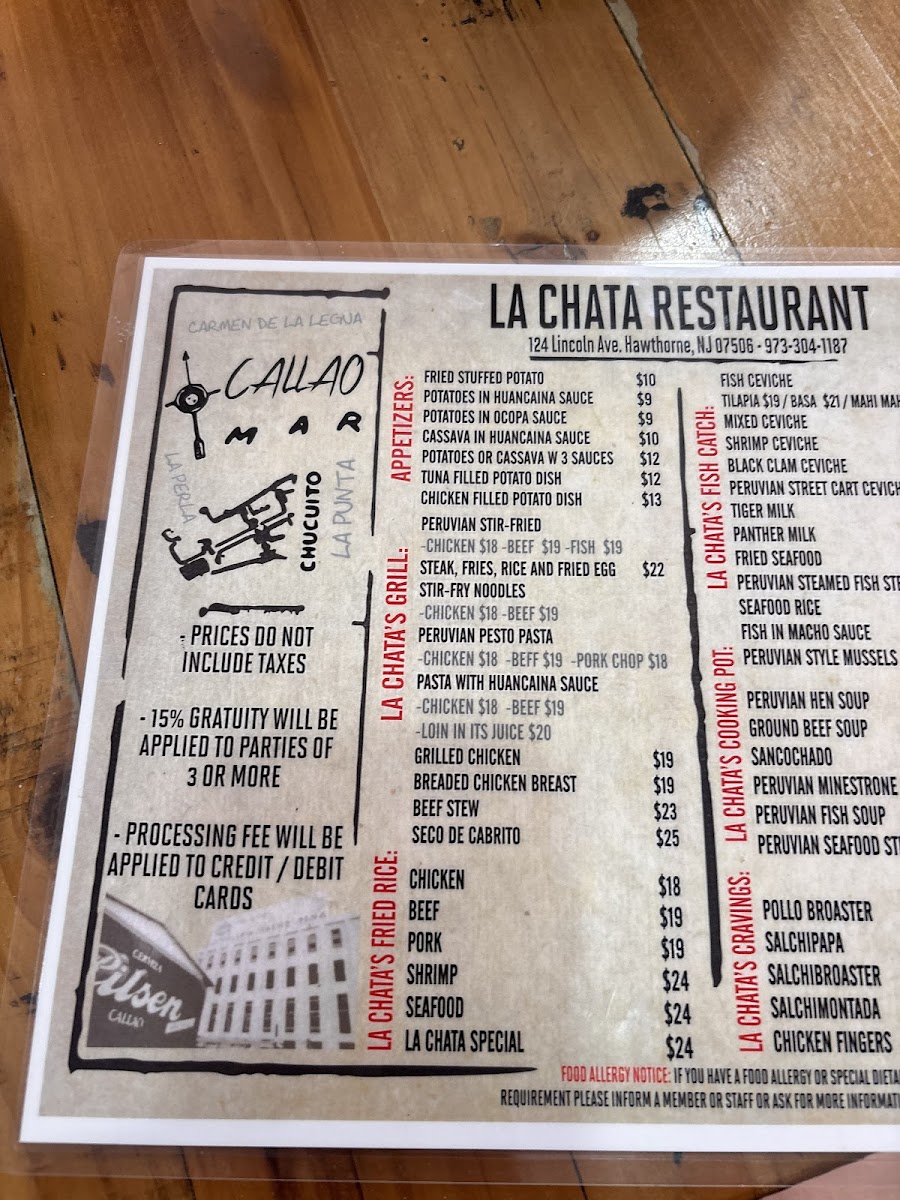 CARMEN DE LA LEGNA
CALLAO
MAR
LA PERLA
CHUCUITO
LA PUNTA
- PRICES DO NOT
INCLUDE TAXES
- 15% GRATUITY WILL BE
APPLIED TO PARTIES OF
3 OR MORE
- PROCESSING FEE WILL BE
APPLIED TO CREDIT / DEBIT
CARDS
CERVEZA
Pilsen
CALLAO
LA CHATA RESTAURANT
124 Lincoln Ave. Hawthorne, NJ 07506 - 973-304-1187
APPETIZERS:
FRIED STUFFED POTATO $10
POTATOES IN HUANCAINA SAUCE $9
POTATOES IN OCOPA SAUCE $9
CASSAVA IN HUANCAINA SAUCE $10
POTATOES OR CASSAVA W 3 SAUCES $12
TUNA FILLED POTATO DISH $12
CHICKEN FILLED POTATO DISH $13
LA CHATA'S GRILL:
PERUVIAN STIR-FRIED
-CHICKEN $18 -BEEF $19 -FISH $19
STEAK, FRIES, RICE AND FRIED EGG $22
STIR-FRY NOODLES
-CHICKEN $18 -BEEF $19
PERUVIAN PESTO PASTA
-CHICKEN $18 -BEFF $19 -PORK CHOP $18
PASTA WITH HUANCAINA SAUCE
-CHICKEN $18 -BEEF $19
-LOIN IN ITS JUICE $20
GRILLED CHICKEN $19
BREADED CHICKEN BREAST $19
BEEF STEW $23
SECO DE CABRITO $25
LA CHATA'S FRIED RICE:
CHICKEN $18
BEEF $19
PORK $19
SHRIMP $24
SEAFOOD $24
LA CHATA SPECIAL $24
LA CHATA'S FISH CATCH:
FISH CEVICHE
TILAPIA $19 / BASA $21 / MAHI MAH
MIXED CEVICHE
SHRIMP CEVICHE
BLACK CLAM CEVICHE
PERUVIAN STREET CART CEVICH
TIGER MILK
PANTHER MILK
FRIED SEAFOOD
PERUVIAN STEAMED FISH STE
SEAFOOD RICE
FISH IN MACHO SAUCE
PERUVIAN STYLE MUSSELS
LA CHATA'S COOKING POT:
PERUVIAN HEN SOUP
GROUND BEEF SOUP
SANCOCHADO
PERUVIAN MINESTRONE
PERUVIAN FISH SOUP
PERUVIAN SEAFOOD ST
LA CHATA'S CRAVINGS:
POLLO BROASTER
SALCHIPAPA
SALCHIBROASTER
SALCHIMONTADA
CHICKEN FINGERS
FOOD ALLERGY NOTICE: IF YOU HAVE A FOOD ALLERGY OR SPECIAL DIETA
REQUIREMENT PLEASE INFORM A MEMBER OR STAFF OR ASK FOR MORE INFORMATI